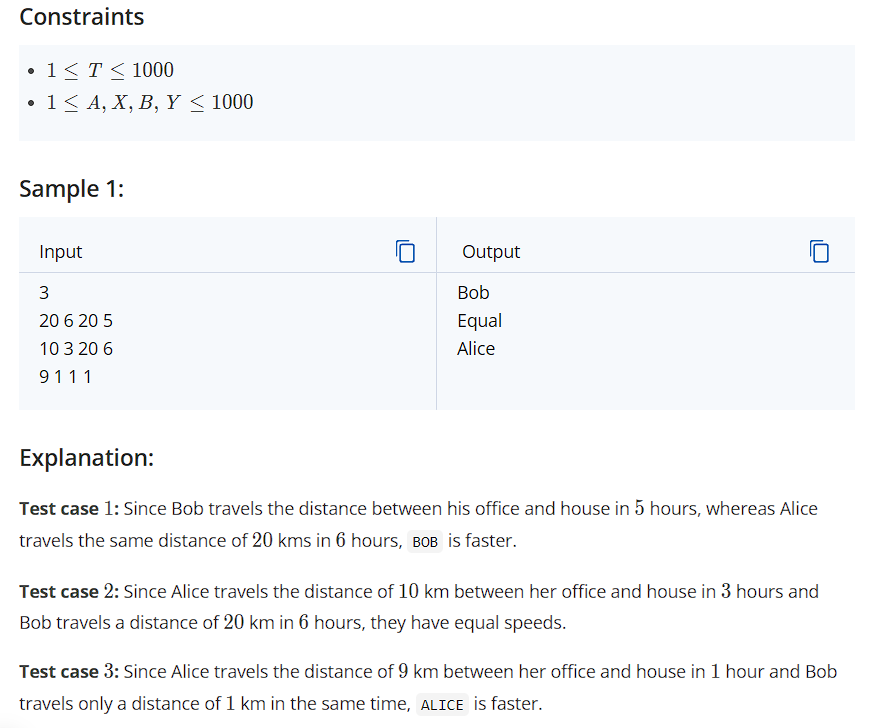 Constraints
• 1 ≤ T ≤ 1000
• 1 ≤ A, X, B, Y ≤ 1000
Sample 1:
Input
Output
3
20 6 20 5
10 3 20 6
9 1 1 1
Bob
Equal
Alice
Explanation:
Test case 1: Since Bob travels the distance between his office and house in 5 hours, whereas Alice
travels the same distance of 20 kms in 6 hours, BOB is faster.
Test case 2: Since Alice travels the distance of 10 km between her office and house in 3 hours and
Bob travels a distance of 20 km in 6 hours, they have equal speeds.
Test case 3: Since Alice travels the distance of 9 km between her office and house in 1 hour and Bob
travels only a distance of 1 km in the same time, ALICE is faster.